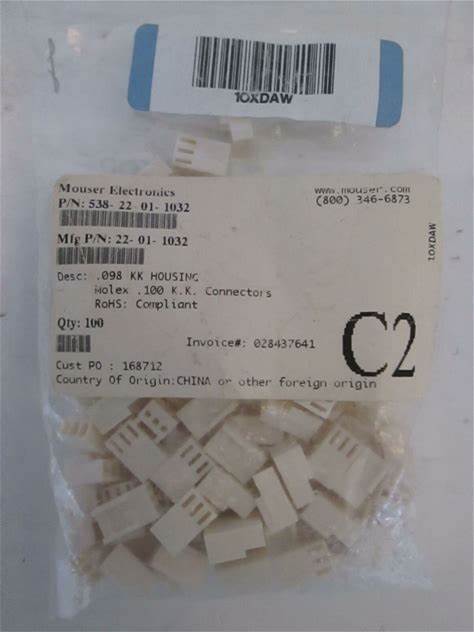 10XDAW
Mouser Electronics
www.mouser.com
(800) 346-6873
P/N: 538- 22- 01- 1032
Mfg P/N: 22- 01- 1032
10XDAW
Desc: .098 KK HOUSING
Molex .100 K.K. Connectors
RoHS: Compliant
Qty: 100
Invoice#: 028437641
C2
Cust PO : 168712
Country Of Origin:CHINA or other foreign origin